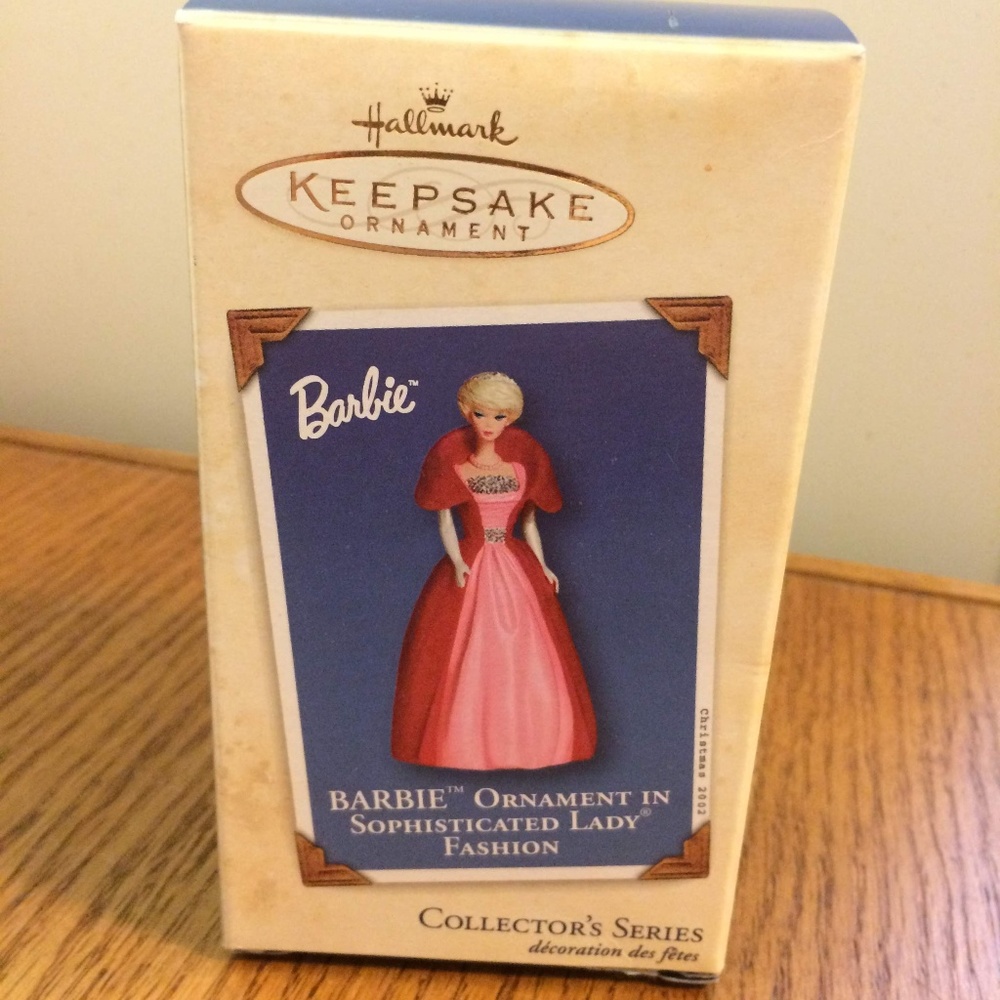 Hallmark
KEEPSAKE
ORNAMENT
Barbie™
BARBIE™ ORNAMENT IN
SOPHISTICATED LADY®
FASHION
Christmas 2002
COLLECTOR'S SERIES
décoration des fêtes